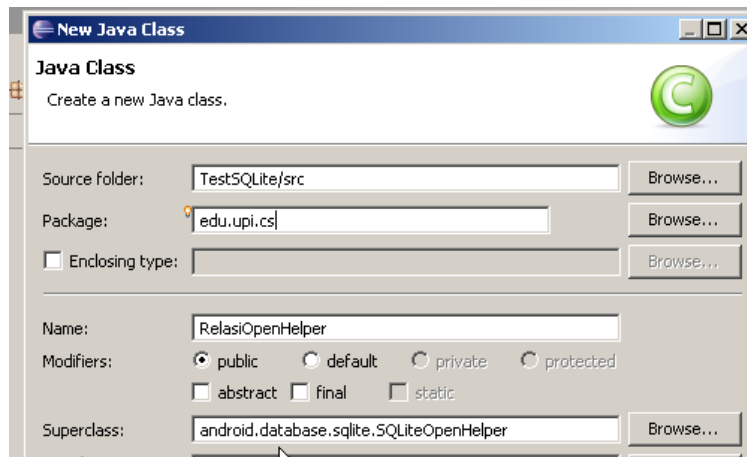 New Java Class
Java Class
Create a new Java class.
C
Source folder: TestSQLite/src Browse...
Package: edu.upi.cs Browse...
Enclosing type: Browse...
Name: RelasiOpenHelper
Modifiers: public default private protected
abstract final static
Superclass: android.database.sqlite.SQLiteOpenHelper Browse...